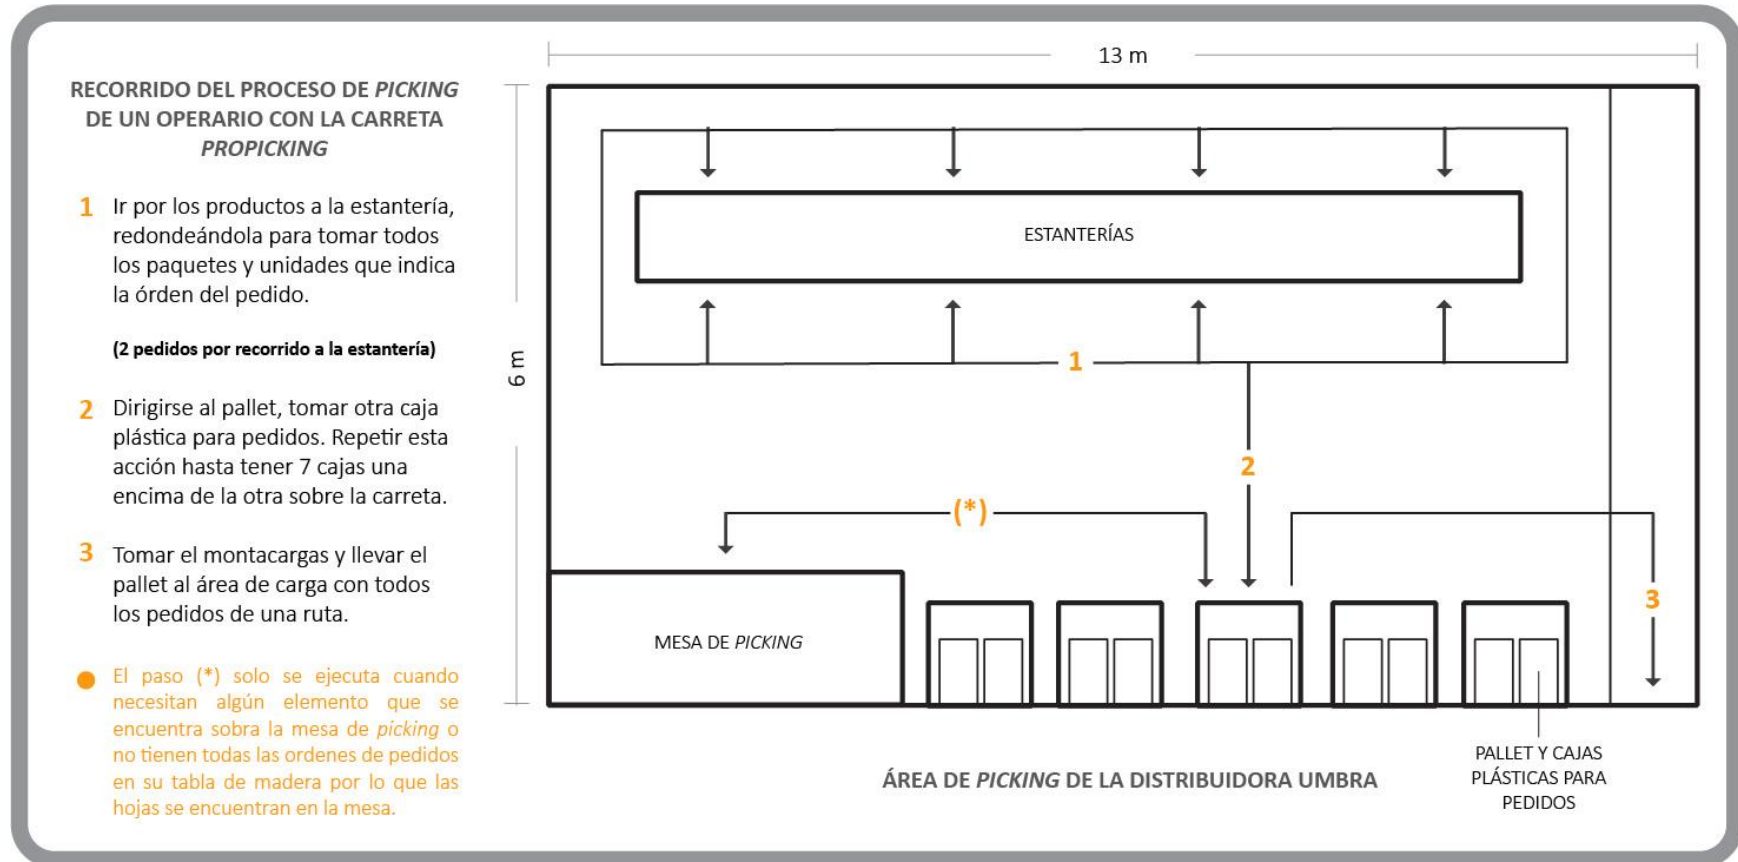 RECORRIDO DEL PROCESO DE PICKING
DE UN OPERARIO CON LA CARRETA
PROPICKING
1 Ir por los productos a la estantería,
redondeándola para tomar todos
los paquetes y unidades que indica
la órden del pedido.
(2 pedidos por recorrido a la estantería)
2 Dirigirse al pallet, tomar otra caja
plástica para pedidos. Repetir esta
acción hasta tener 7 cajas una
encima de la otra sobre la carreta.
3 Tomar el montacargas y llevar el
pallet al área de carga con todos
los pedidos de una ruta.
El paso (*) solo se ejecuta cuando
necesitan algún elemento que se
encuentra sobra la mesa de picking o
no tienen todas las ordenes de pedidos
en su tabla de madera por lo que las
hojas se encuentran en la mesa.
13 m
6 m
ESTANTERÍAS
1
2
(*)
3
MESA DE PICKING
PALLET Y CAJAS
PLÁSTICAS PARA
PEDIDOS
ÁREA DE PICKING DE LA DISTRIBUIDORA UMBRA